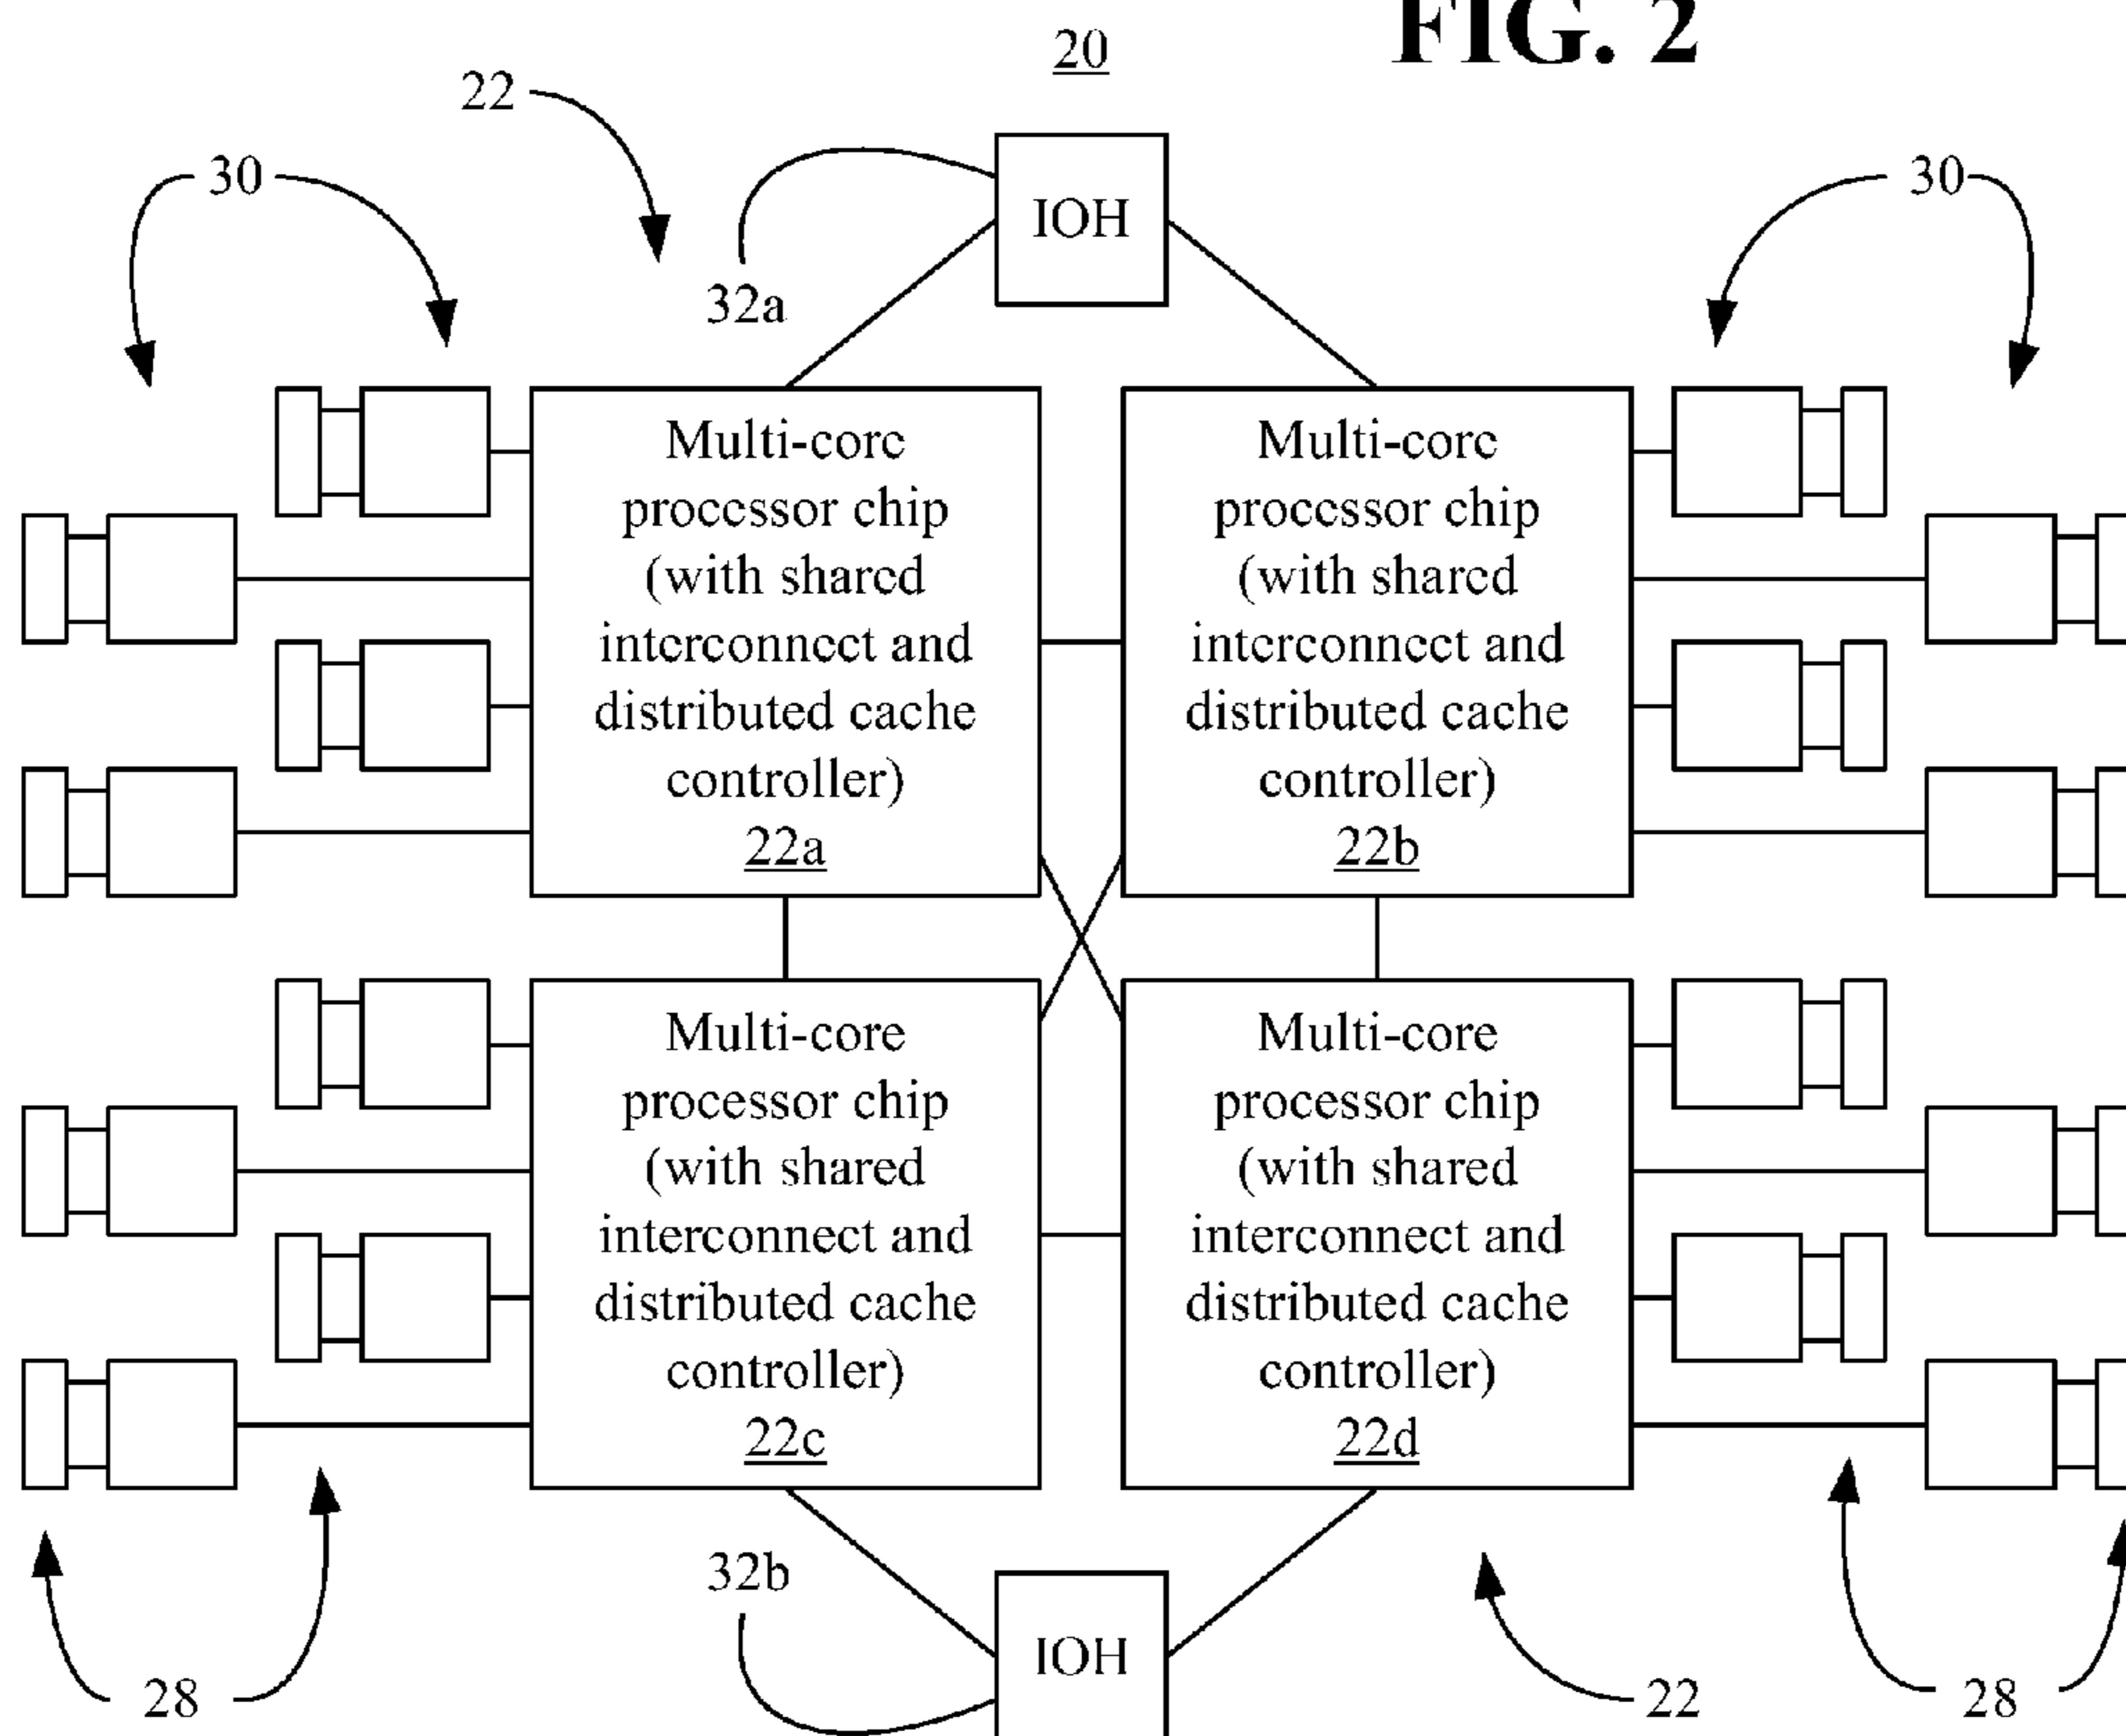 FIG. 2
20
22
30
30
IOH
32a
Multi-core
processor chip
(with shared
interconnect and
distributed cache
controller)
22a
Multi-core
processor chip
(with shared
interconnect and
distributed cache
controller)
22b
Multi-core
processor chip
(with shared
interconnect and
distributed cache
controller)
22c
Multi-core
processor chip
(with shared
interconnect and
distributed cache
controller)
22d
32b
IOH
28
22
28